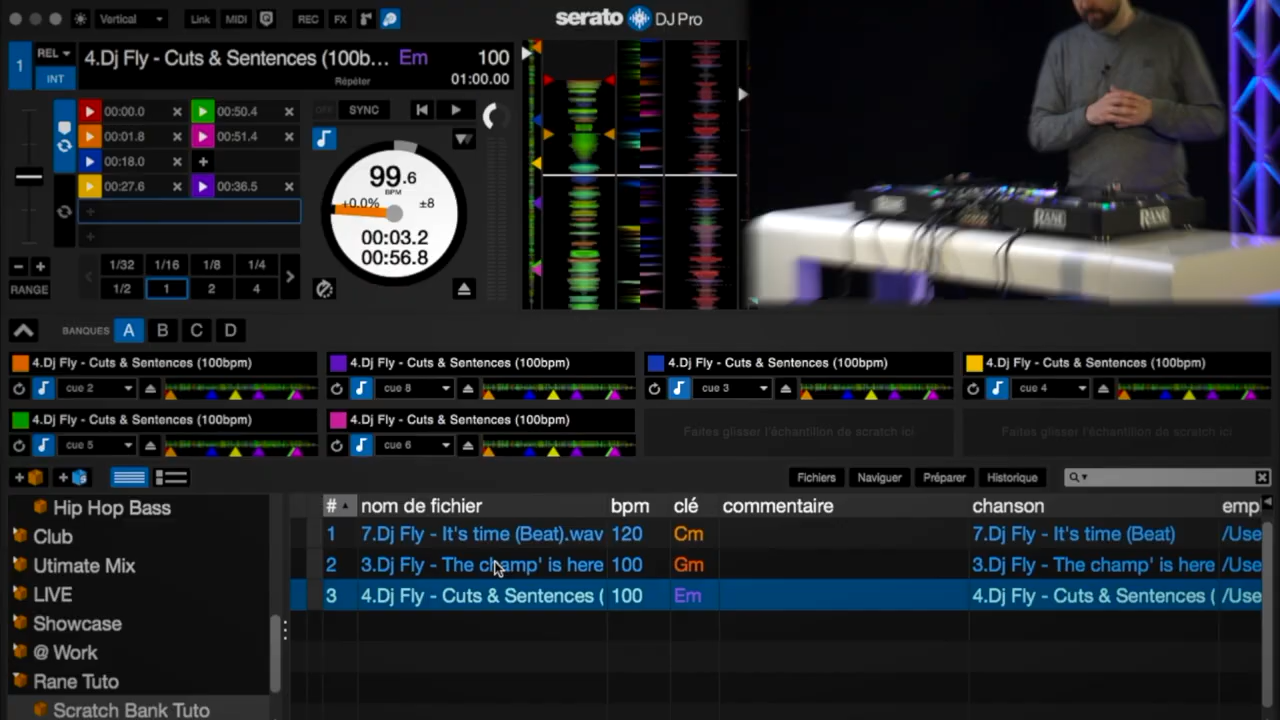 Vertical Link MIDI REC FX serato DJ Pro
1 REL 4.Dj Fly - Cuts & Sentences (100b... Em 100
INT Répéter 01:00.00
OFF SYNC
00:00.0 00:50.4
00:01.8 00:51.4
00:18.0
00:27.6 00:36.5
99.6
BPM
+0.0% ±8
00:03.2
00:56.8
1/32 1/16 1/8 1/4
RANGE 1/2 1 2 4
RANE RANE
BANQUES A B C D
4.Dj Fly - Cuts & Sentences (100bpm) 4.Dj Fly - Cuts & Sentences (100bpm) 4.Dj Fly - Cuts & Sentences (100bpm) 4.Dj Fly - Cuts & Sentences (100bpm)
cue 2 cue 8 cue 3 cue 4
4.Dj Fly - Cuts & Sentences (100bpm) 4.Dj Fly - Cuts & Sentences (100bpm)
cue 5 cue 6 Faites glisser l'échantillon de scratch ici Faites glisser l'échantillon de scratch ici
Fichiers Naviguer Préparer Historique
Hip Hop Bass
Club
Utimate Mix
LIVE
Showcase
@ Work
Rane Tuto
Scratch Bank Tuto
# nom de fichier bpm clé commentaire chanson emp
1 7.Dj Fly - It's time (Beat).wav 120 Cm 7.Dj Fly - It's time (Beat) /Use
2 3.Dj Fly - The champ' is here 100 Gm 3.Dj Fly - The champ' is here /Use
3 4.Dj Fly - Cuts & Sentences ( 100 Em 4.Dj Fly - Cuts & Sentences ( /Use